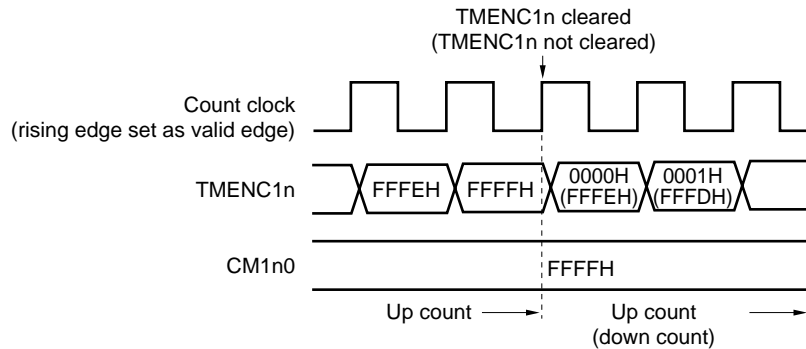 TMENC1n cleared
(TMENC1n not cleared)
Count clock
(rising edge set as valid edge)
TMENC1n
FFFEH
FFFFH
0000H
(FFFEH)
0001H
(FFFDH)
CM1n0
FFFFH
Up count
Up count
(down count)